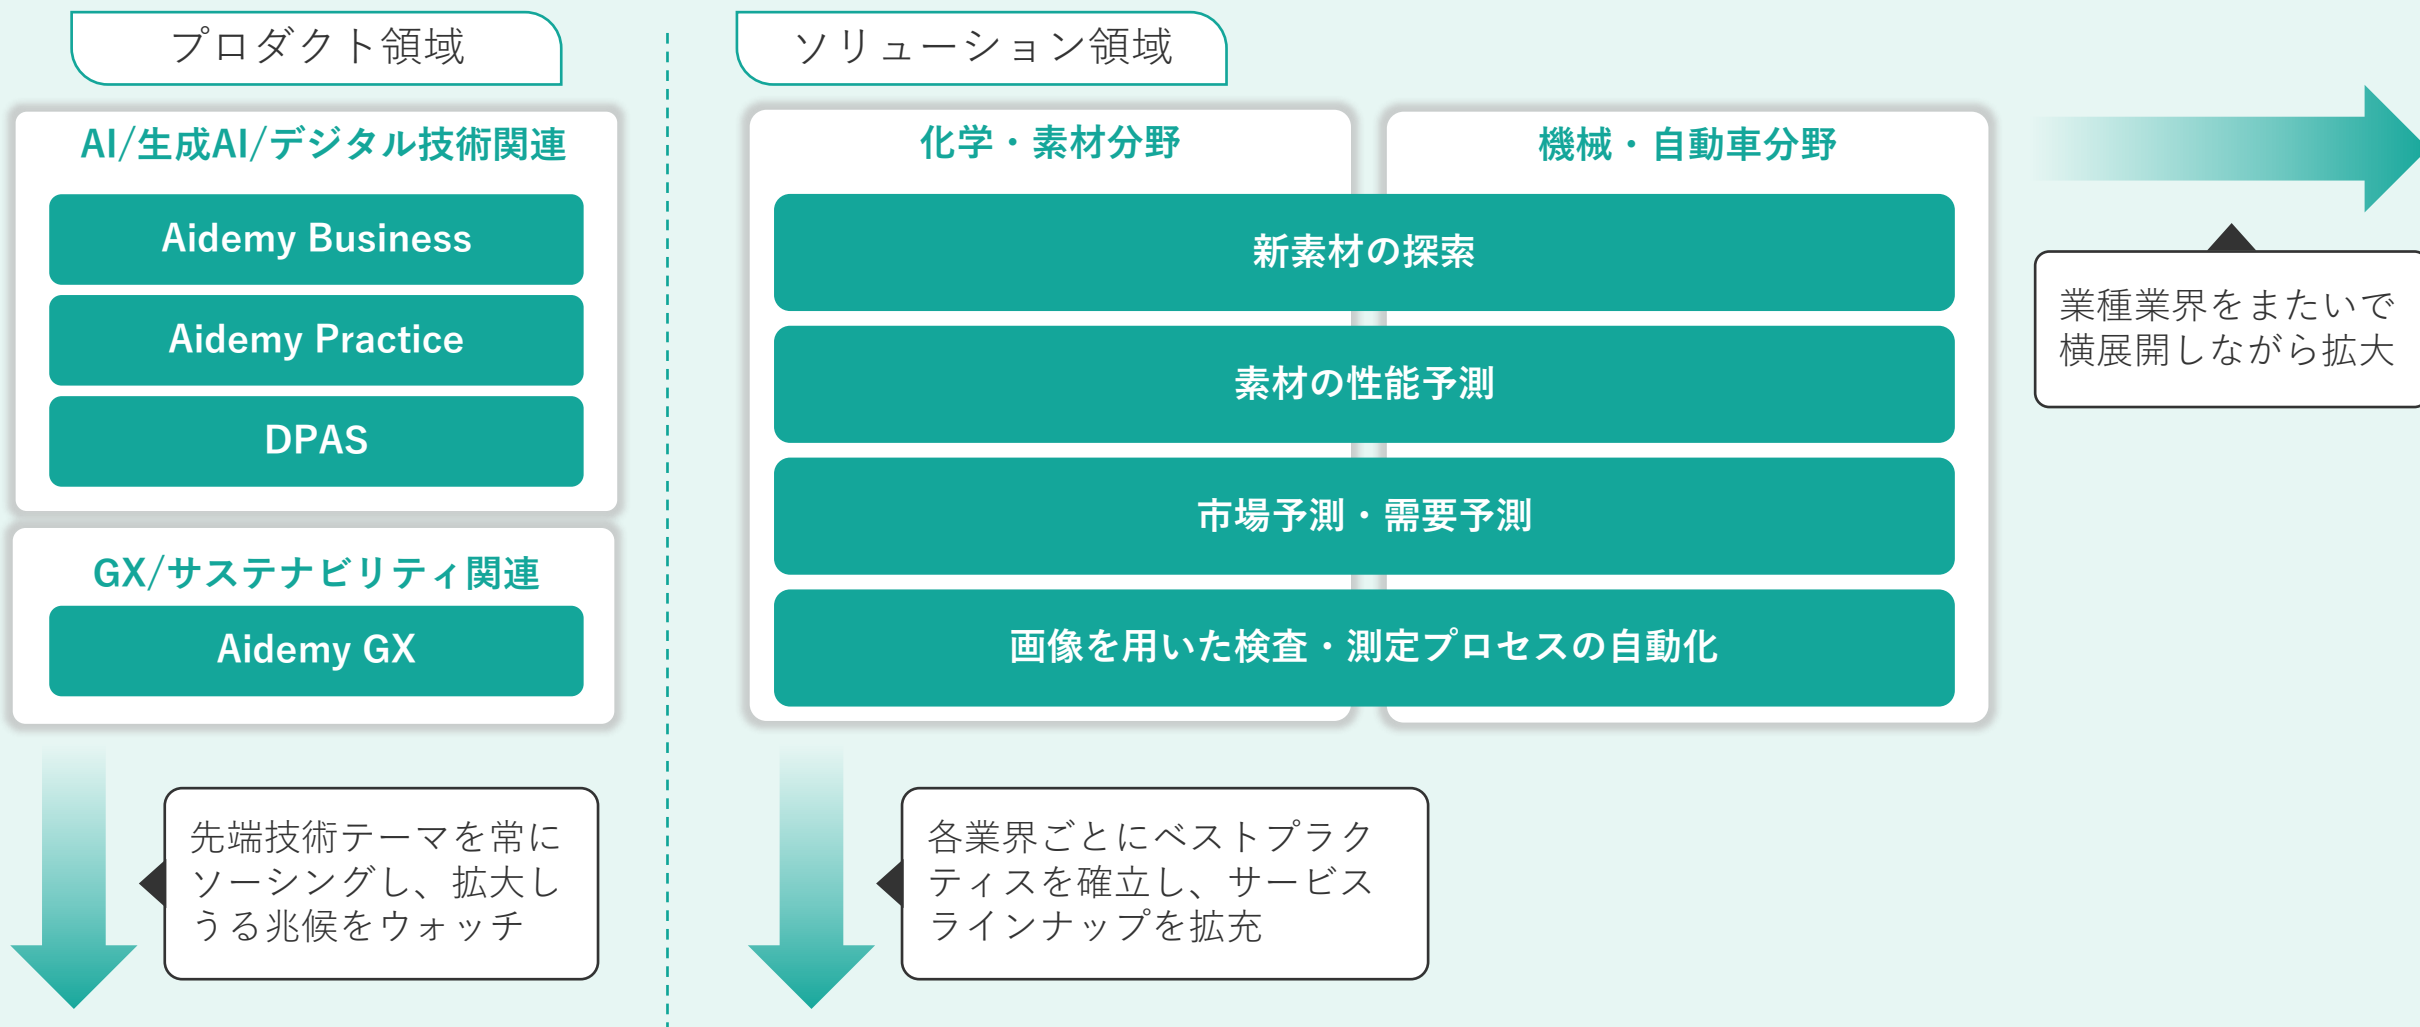 プロダクト領域
AI/生成AI/デジタル技術関連
Aidemy Business
Aidemy Practice
DPAS
GX/サステナビリティ関連
Aidemy GX
先端技術テーマを常に
ソーシングし、拡大し
うる兆候をウォッチ
ソリューション領域
化学・素材分野
機械・自動車分野
新素材の探索
素材の性能予測
市場予測・需要予測
画像を用いた検査・測定プロセスの自動化
各業界ごとにベストプラク
ティスを確立し、サービス
ラインナップを拡充
業種業界をまたいで
横展開しながら拡大